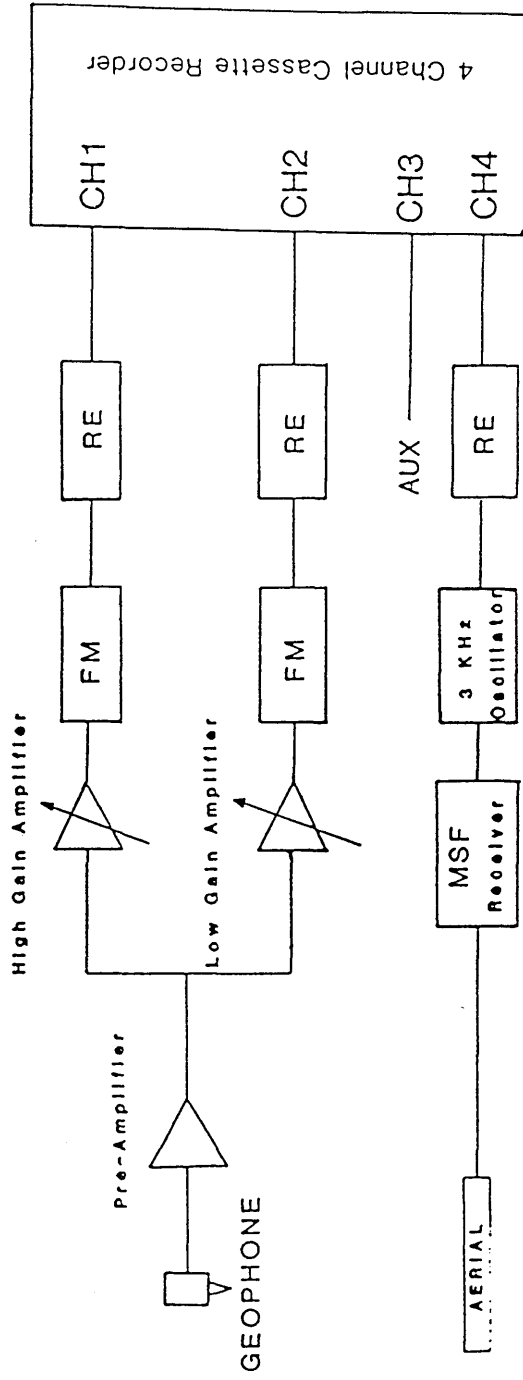 High Gain Amplifier
FM
RE
CH1
Pre-Amplifier
GEOPHONE
Low Gain Amplifier
FM
RE
CH2
4 Channel Cassette Recorder
AUX
CH3
AERIAL
MSF
Receiver
3 KHz
Oscillator
RE
CH4